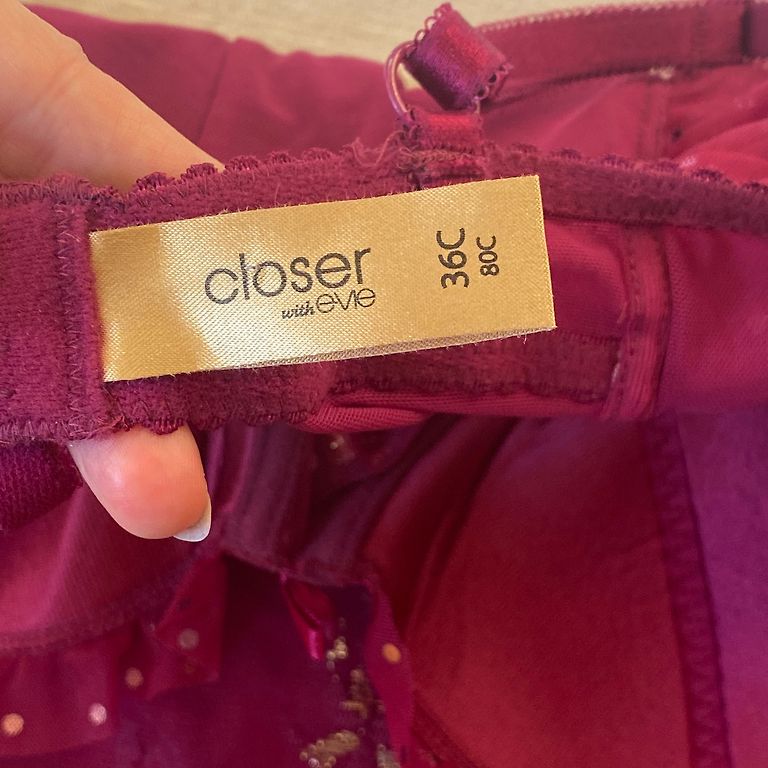 closer
with evie
36C
80C